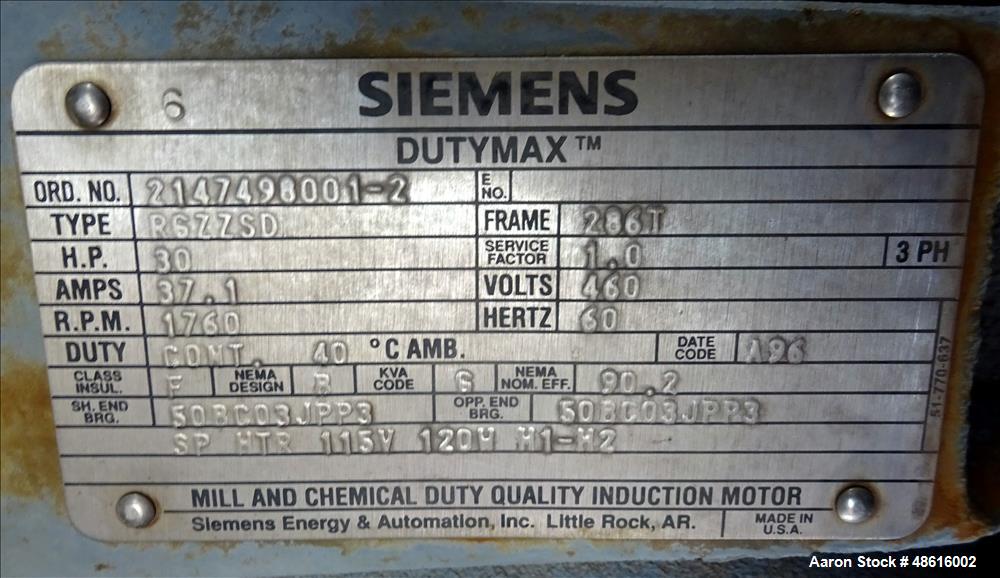 6 SIEMENS
DUTYMAX™
ORD. NO. 2147498001-2 E NO.
TYPE RGZZSD FRAME 286T
H.P. 30 SERVICE FACTOR 1.0 3 PH
AMPS 37.1 VOLTS 460
R.P.M. 1760 HERTZ 60
DUTY CONT. 40 °C AMB. DATE CODE A96
CLASS INSUL. F NEMA DESIGN B KVA CODE G NEMA NOM. EFF. 90.2
SH. END BRG. 50BC03JPP3 OPP. END BRG. 50BC03JPP3
SP HTR 115V 120W H1-H2
51-770-637
MILL AND CHEMICAL DUTY QUALITY INDUCTION MOTOR
Siemens Energy & Automation, Inc. Little Rock, AR. MADE IN U.S.A.
Aaron Stock # 48616002